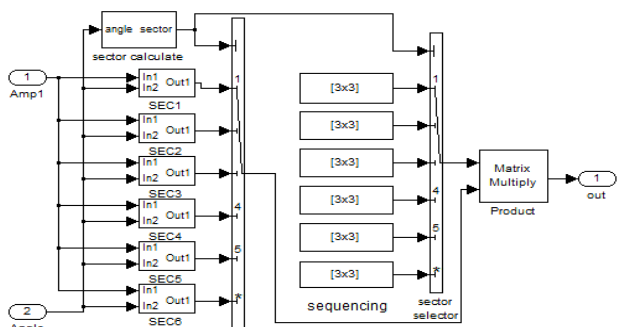 angle sector
sector calculate
1
Amp1
In1
In2
Out1
SEC1
In1
In2
Out1
SEC2
In1
In2
Out1
SEC3
In1
In2
Out1
SEC4
In1
In2
Out1
SEC5
In1
In2
Out1
SEC6
2
1
4
5
*
[3x3]
[3x3]
[3x3]
[3x3]
[3x3]
[3x3]
sequencing
1
4
5
*
sector
selector
Matrix
Multiply
Product
1
out